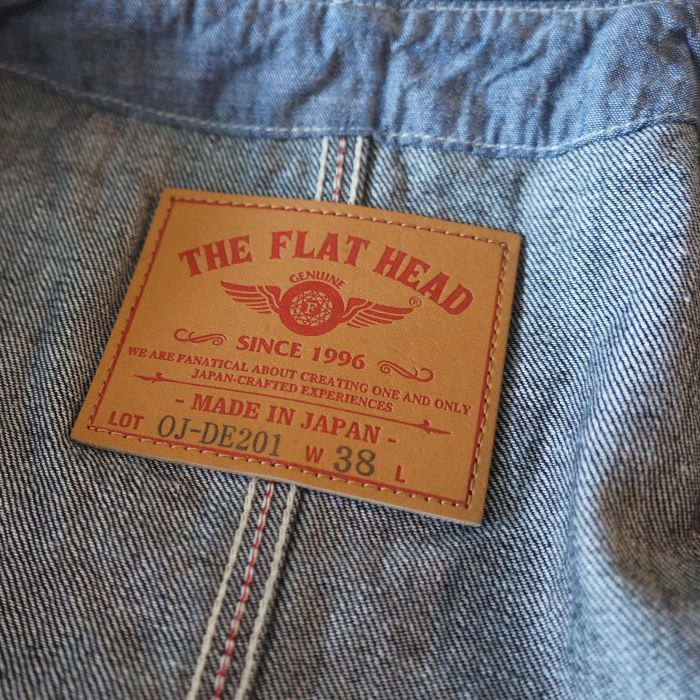 THE FLAT HEAD
GENUINE
F
®
SINCE 1996
WE ARE FANATICAL ABOUT CREATING ONE AND ONLY
JAPAN-CRAFTED EXPERIENCES
- MADE IN JAPAN -
LOT OJ-DE201 W 38 L